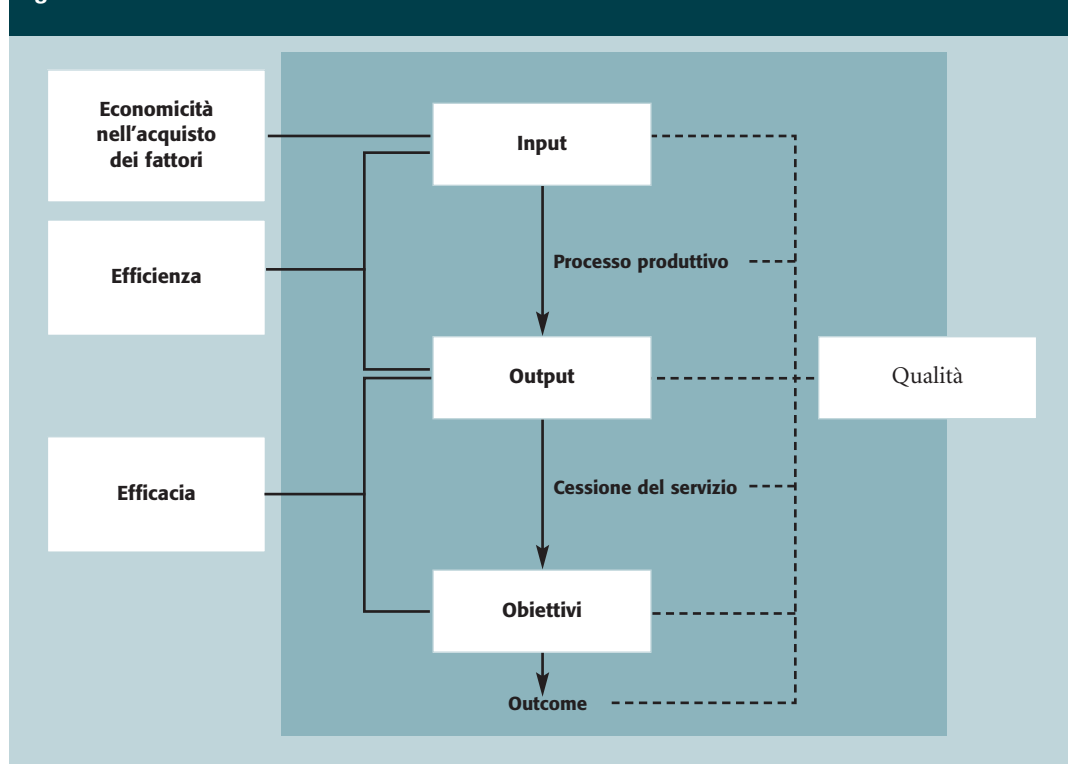 Economicità
nell'acquisto
dei fattori
Input
Processo produttivo
Efficienza
Output
Qualità
Cessione del servizio
Efficacia
Obiettivi
Outcome